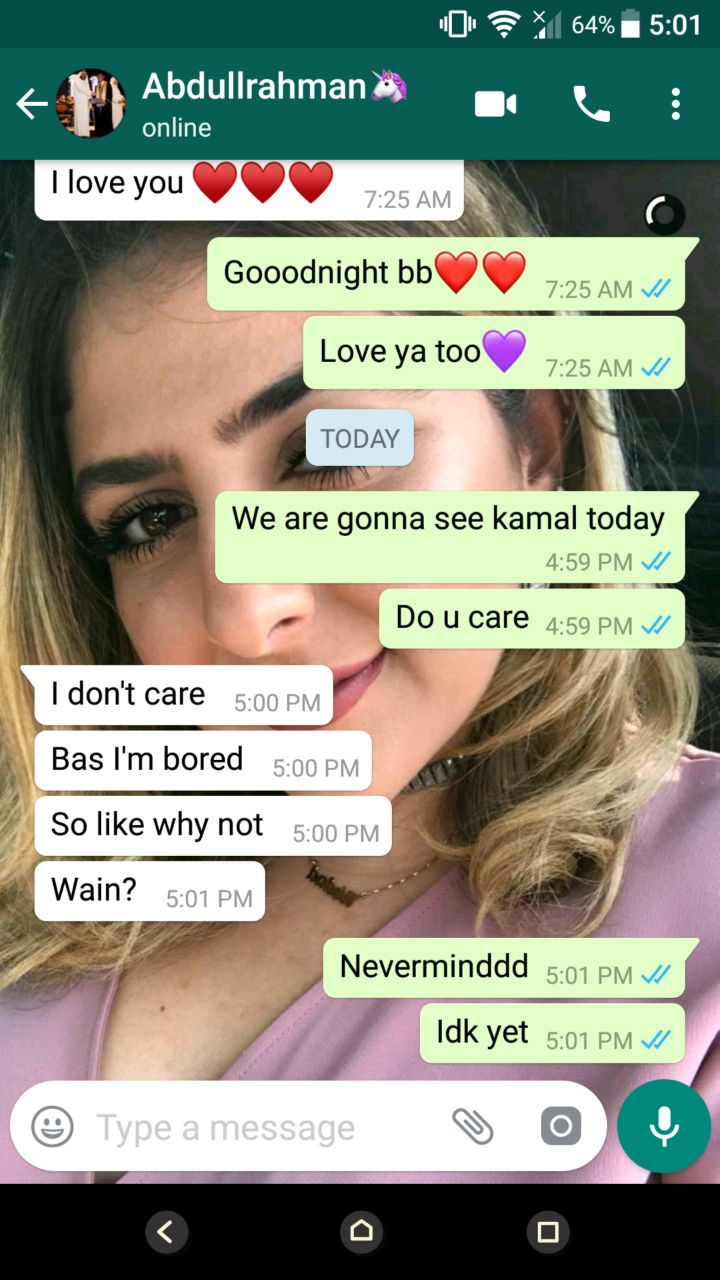 64% 5:01
Abdullrahman🦄
online
I love you ❤️❤️❤️ 7:25 AM
Gooodnight bb❤️❤️ 7:25 AM
Love ya too💜 7:25 AM
TODAY
We are gonna see kamal today
4:59 PM
Do u care 4:59 PM
I don't care 5:00 PM
Bas I'm bored 5:00 PM
So like why not 5:00 PM
Wain? 5:01 PM
Neverminddd 5:01 PM
Idk yet 5:01 PM
Type a message